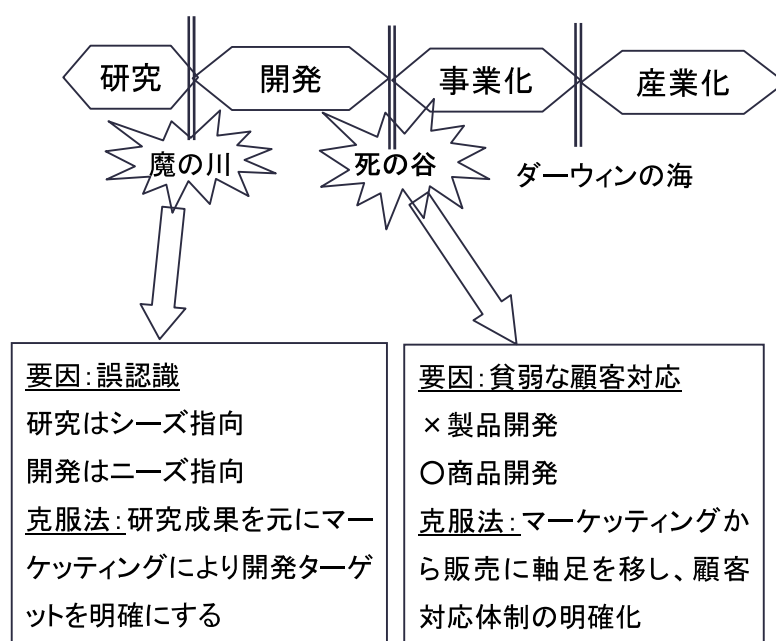 研究
開発
事業化
産業化
魔の川
死の谷
ダーウィンの海
要因：誤認識
研究はシーズ指向
開発はニーズ指向
克服法：研究成果を元にマー
ケッティングにより開発ターゲ
ットを明確にする
要因：貧弱な顧客対応
×製品開発
〇商品開発
克服法：マーケッティングか
ら販売に軸足を移し、顧客
対応体制の明確化